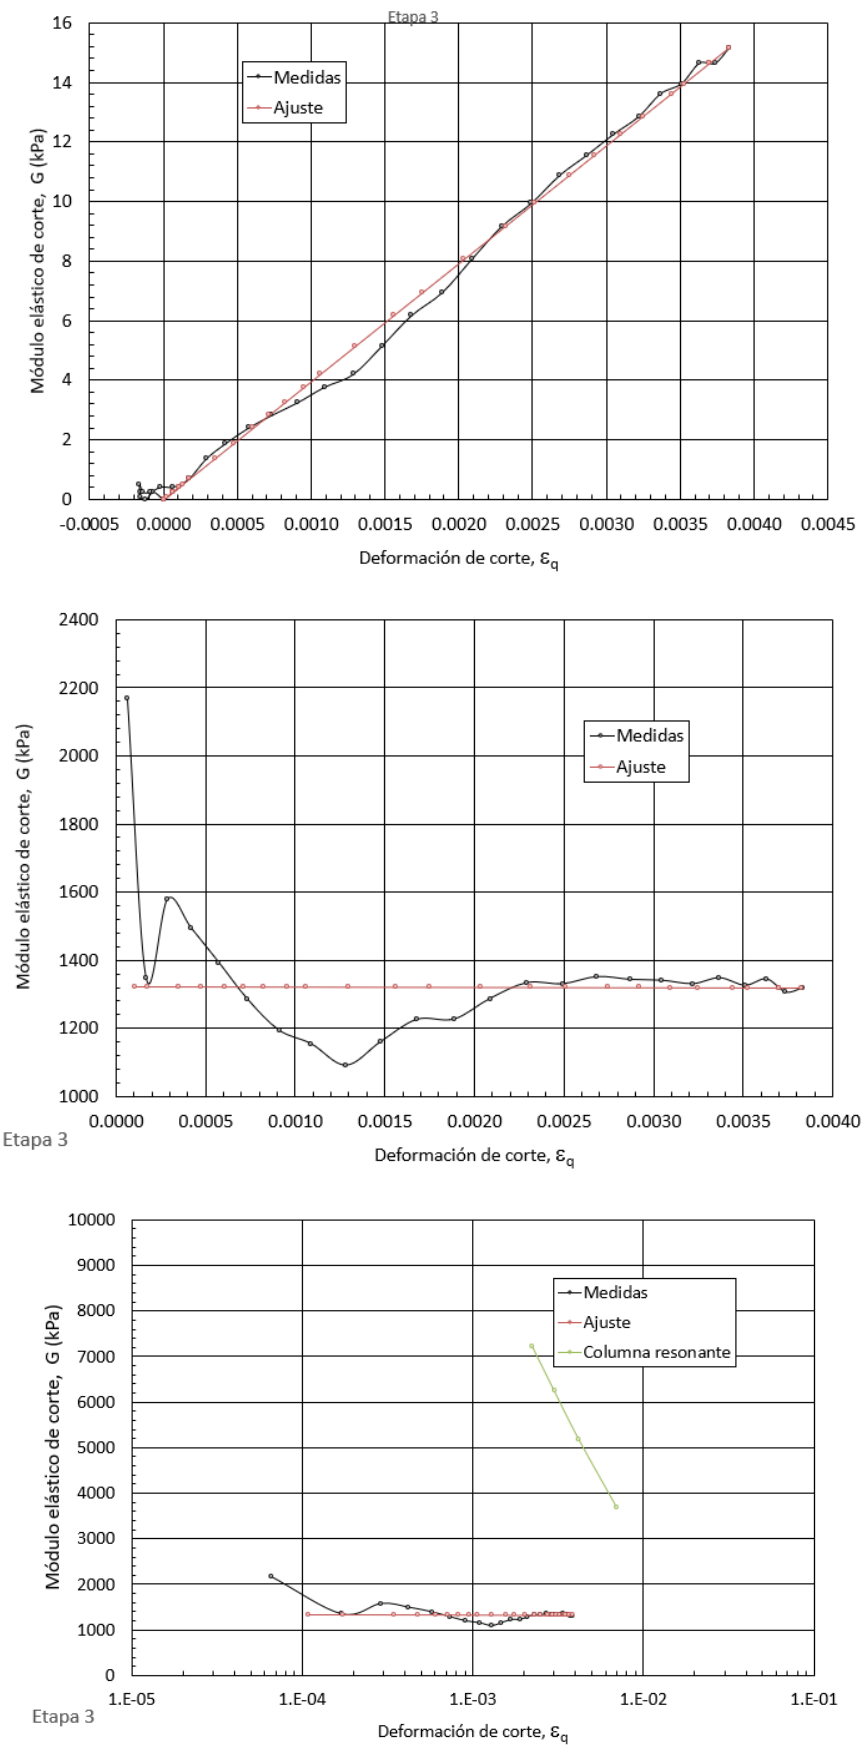 Etapa 3
16
14
12
10
8
6
4
2
0
Módulo elástico de corte, G (kPa)
Medidas
Ajuste
-0.0005 0.0000 0.0005 0.0010 0.0015 0.0020 0.0025 0.0030 0.0035 0.0040 0.0045
Deformación de corte, εq
2400
2200
2000
1800
1600
1400
1200
1000
Módulo elástico de corte, G (kPa)
Medidas
Ajuste
0.0000 0.0005 0.0010 0.0015 0.0020 0.0025 0.0030 0.0035 0.0040
Etapa 3
Deformación de corte, εq
10000
9000
8000
7000
6000
5000
4000
3000
2000
1000
0
Módulo elástico de corte, G (kPa)
Medidas
Ajuste
Columna resonante
1.E-05 1.E-04 1.E-03 1.E-02 1.E-01
Etapa 3
Deformación de corte, εq